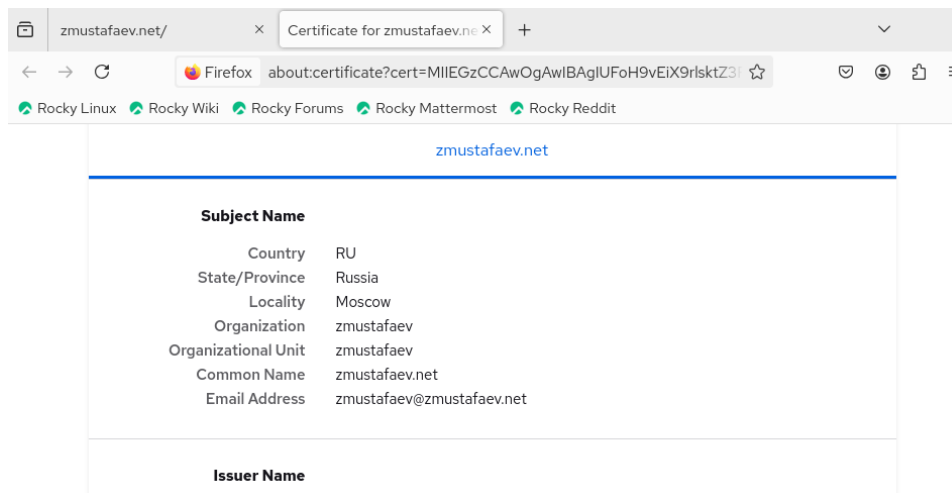 zmustafaev.net/
Certificate for zmustafaev.ne
Firefox about:certificate?cert=MIIEGzCCAwOgAwIBAgIUFoH9vEiX9rlsktZ3
Rocky Linux Rocky Wiki Rocky Forums Rocky Mattermost Rocky Reddit
zmustafaev.net
Subject Name
Country RU
State/Province Russia
Locality Moscow
Organization zmustafaev
Organizational Unit zmustafaev
Common Name zmustafaev.net
Email Address zmustafaev@zmustafaev.net
Issuer Name